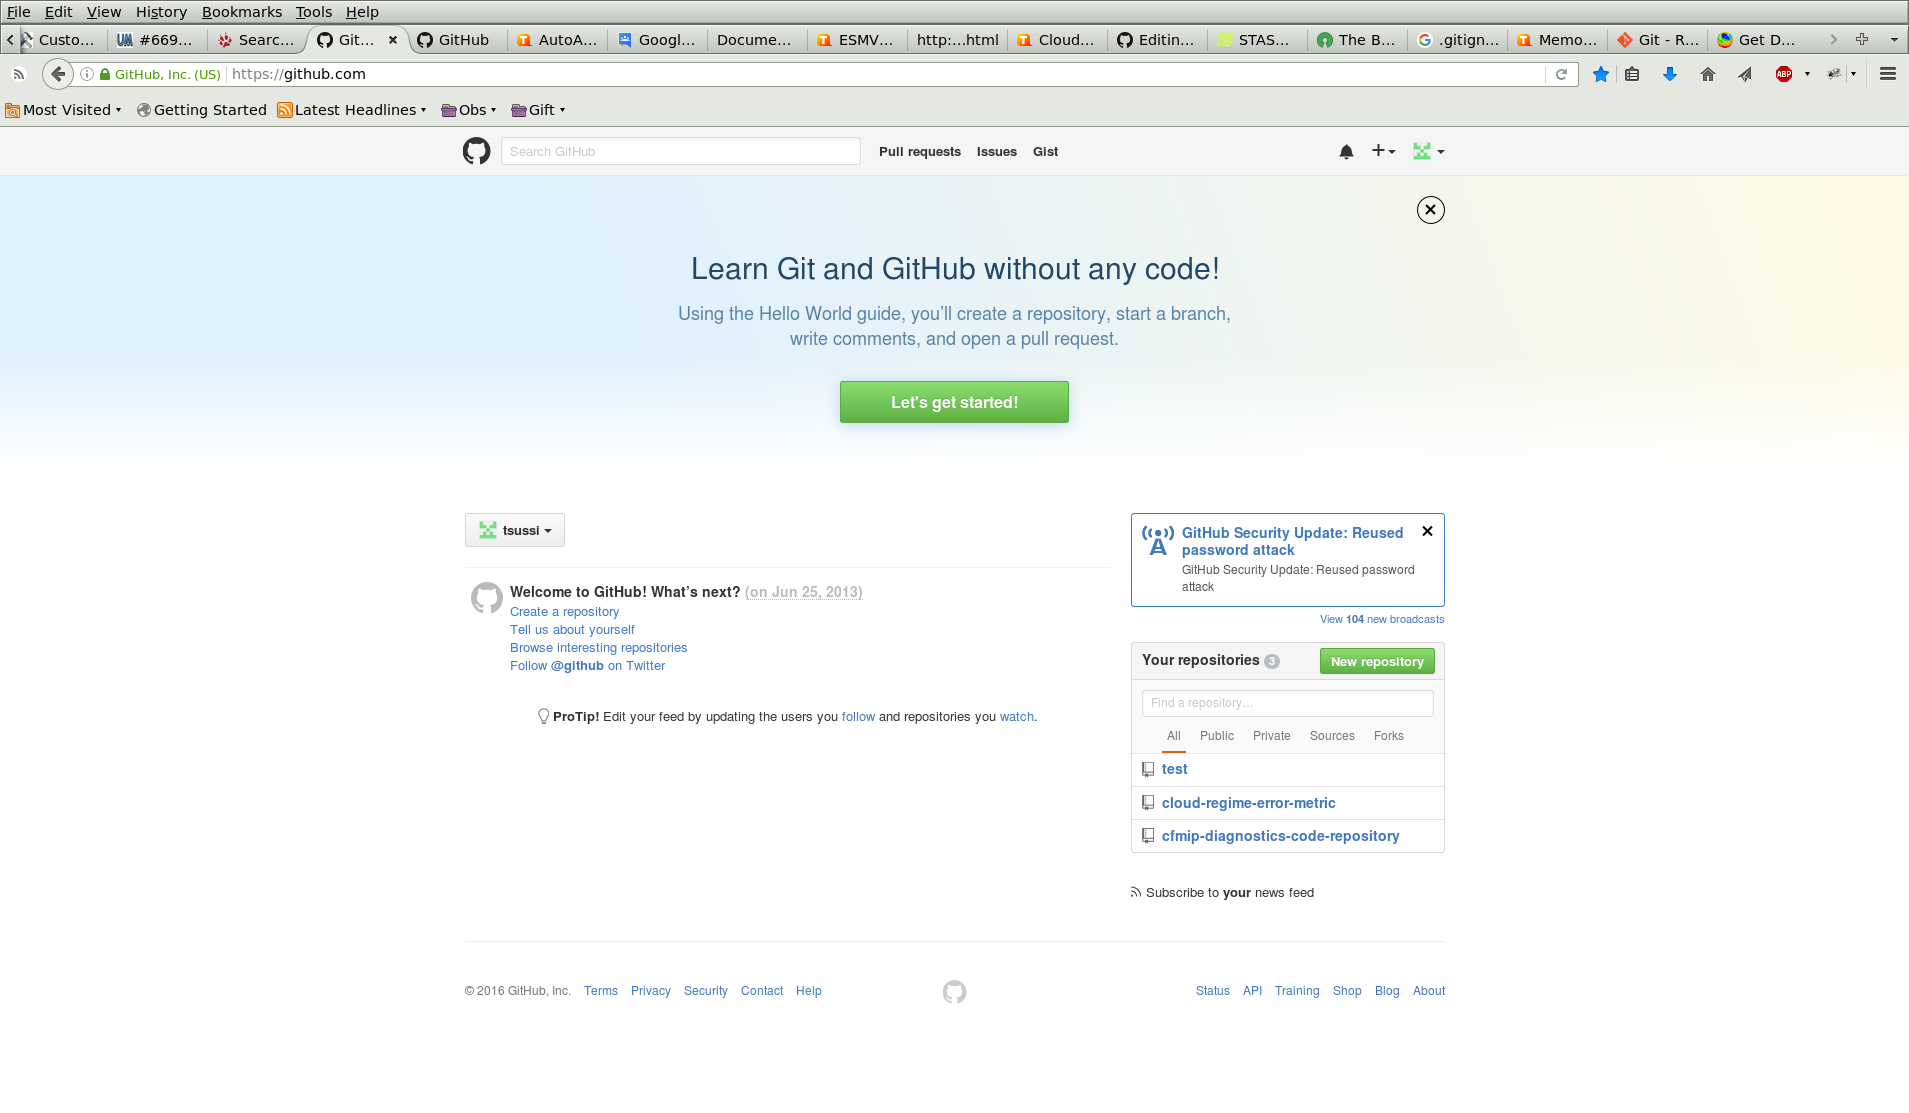 File Edit View History Bookmarks Tools Help
Custo... #669... Searc... Git... GitHub AutoA... Googl... Docume... ESMV... http:...html Cloud... Editin... STAS... The B... .gitign... Memo... Git - R... Get D...
GitHub, Inc. (US) https://github.com
Most Visited Getting Started Latest Headlines Obs Gift
Search GitHub Pull requests Issues Gist
Learn Git and GitHub without any code!
Using the Hello World guide, you’ll create a repository, start a branch,
write comments, and open a pull request.
Let's get started!
tsussi
Welcome to GitHub! What’s next? (on Jun 25, 2013)
Create a repository
Tell us about yourself
Browse interesting repositories
Follow @github on Twitter
ProTip! Edit your feed by updating the users you follow and repositories you watch.
GitHub Security Update: Reused
password attack
GitHub Security Update: Reused password
attack
View 104 new broadcasts
Your repositories 3 New repository
Find a repository…
All Public Private Sources Forks
test
cloud-regime-error-metric
cfmip-diagnostics-code-repository
Subscribe to your news feed
© 2016 GitHub, Inc. Terms Privacy Security Contact Help Status API Training Shop Blog About